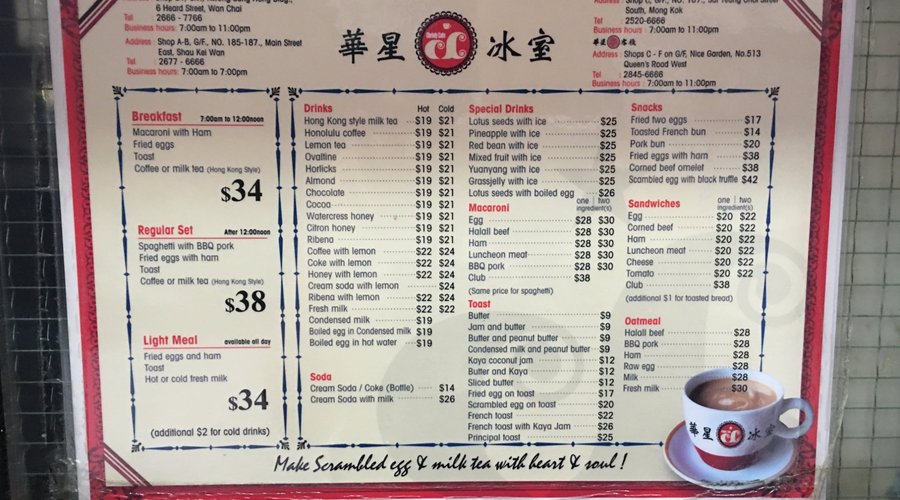 6 Heard Street, Wan Chai
Tel 2666 - 7766
Business hours: 7:00am to 11:00pm
Address : Shop A-B, G/F., NO. 185-187., Main Street
East, Shau Kei Wan
Tel 2677 - 6666
Business hours: 7:00am to 7:00pm
華星冰室
South, Mong Kok
Tel 2520-6666
Business hours : 7:00am to 11:00pm
華星客棧
Address : Shops C - F on G/F, Nice Garden, No.513
Queen's Rood West
Tel : 2845-6666
Business hours : 7:00am to 11:00pm
Breakfast 7:00am to 12:00noon
Macaroni with Ham
Fried eggs
Toast
Coffee or milk tea (Hong Kong Style)
$34
Regular Set After 12:00noon
Spaghetti with BBQ pork
Fried eggs with ham
Toast
Coffee or milk tea (Hong Kong Style)
$38
Light Meal available all day
Fried eggs and ham
Toast
Hot or cold fresh milk
$34
(additional $2 for cold drinks)
Drinks Hot Cold
Hong Kong style milk tea $19 $21
Honolulu coffee $19 $21
Lemon tea $19 $21
Ovaltine $19 $21
Horlicks $19 $21
Almond $19 $21
Chocolate $19 $21
Cocoa $19 $21
Watercress honey $19 $21
Citron honey $19 $21
Ribena $19 $21
Coffee with lemon $22 $24
Coke with lemon $22 $24
Honey with lemon $22 $24
Cream soda with lemon $24
Ribena with lemon $22 $24
Fresh milk $22 $22
Condensed milk $19
Boiled egg in Condensed milk $19
Boiled egg in hot water $19
Soda
Cream Soda / Coke (Bottle) $14
Cream Soda with milk $26
Special Drinks
Lotus seeds with ice $25
Pineapple with ice $25
Red bean with ice $25
Mixed fruit with ice $25
Yuanyang with ice $25
Grassjelly with ice $25
Lotus seeds with boiled egg $26
Macaroni one ingredient(s) two
Egg $28 $30
Halall beef $28 $30
Ham $28 $30
Luncheon meat $28 $30
BBQ pork $28 $30
Club $38
(Same price for spaghetti)
Toast
Butter $9
Jam and butter $9
Butter and peanut butter $9
Condensed milk and peanut butter $9
Kaya coconut jam $12
Butter and Kaya $12
Sliced butter $12
Fried egg on toast $17
Scrambled egg on toast $20
French toast $22
French toast with Kaya Jam $26
Principal toast $25
Snacks
Fried two eggs $17
Toasted French bun $14
Pork bun $20
Fried eggs with ham $38
Corned beef omelet $38
Scambled egg with black truffle $42
Sandwiches one two ingredient(s)
Egg $20 $22
Corned beef $20 $22
Ham $20 $22
Luncheon meat $20 $22
Cheese $20 $22
Tomato $20 $22
Club $38
(additional $1 for toasted bread)
Oatmeal
Halall beef $28
BBQ pork $28
Ham $28
Raw egg $28
Milk $28
Fresh milk $30
華星冰室
Make Scrambled egg & milk tea with heart & soul !